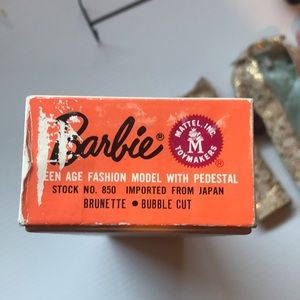 Barbie®
MATTEL, INC.
M
TOYMAKERS
®
EEN AGE FASHION MODEL WITH PEDESTAL
STOCK NO. 850 IMPORTED FROM JAPAN
BRUNETTE • BUBBLE CUT